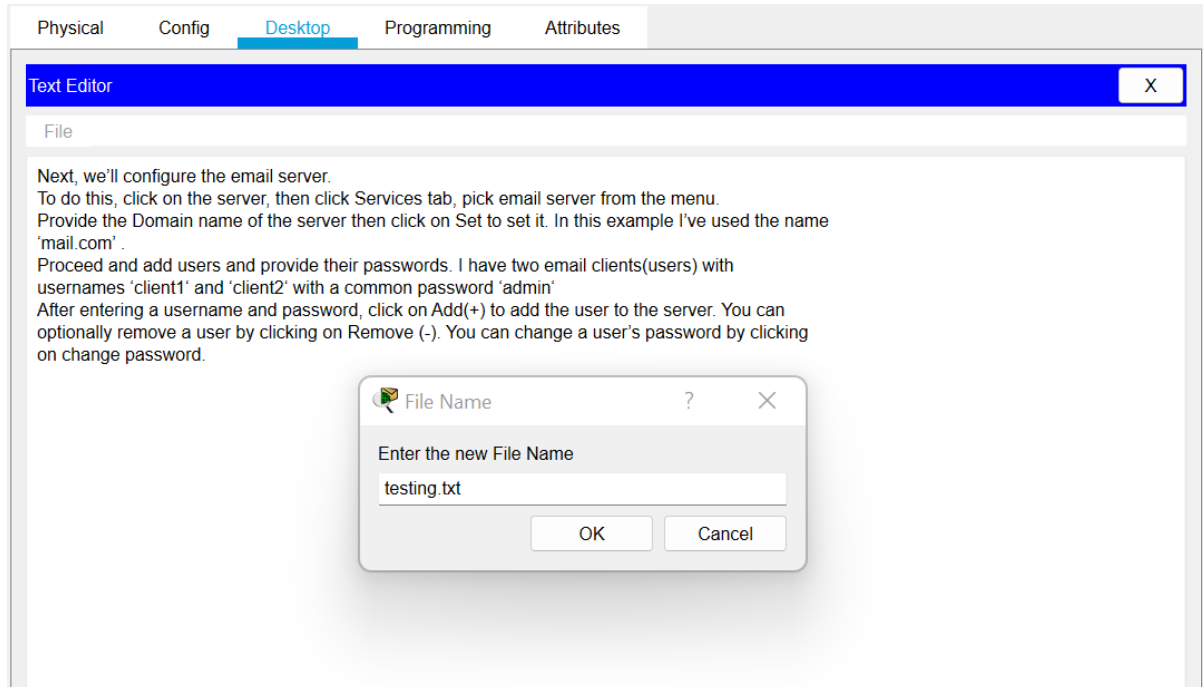 Physical Config Desktop Programming Attributes
Text Editor X
File
Next, we’ll configure the email server.
To do this, click on the server, then click Services tab, pick email server from the menu.
Provide the Domain name of the server then click on Set to set it. In this example I’ve used the name
‘mail.com’ .
Proceed and add users and provide their passwords. I have two email clients(users) with
usernames ‘client1‘ and ‘client2‘ with a common password ‘admin‘
After entering a username and password, click on Add(+) to add the user to the server. You can
optionally remove a user by clicking on Remove (-). You can change a user’s password by clicking
on change password.
File Name ?
Enter the new File Name
testing.txt
OK Cancel